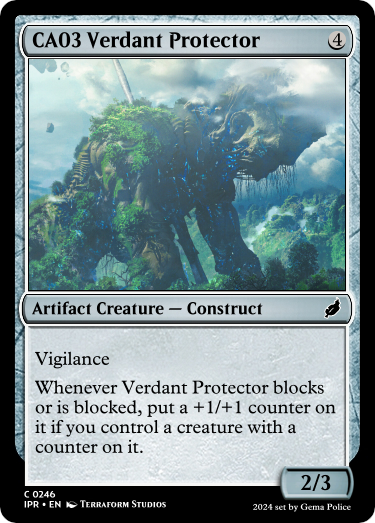 CA03 Verdant Protector 4
Artifact Creature — Construct
Vigilance
Whenever Verdant Protector blocks
or is blocked, put a +1/+1 counter on
it if you control a creature with a
counter on it.
2/3
C 0246
IPR • EN Terraform Studios
2024 set by Gema Police